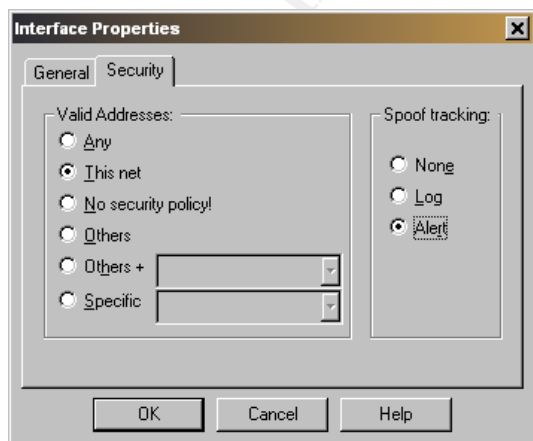 Interface Properties
General
Security
Valid Addresses:
Any
This net
No security policy!
Others
Others +
Specific
Spoof tracking:
None
Log
Alert
OK
Cancel
Help